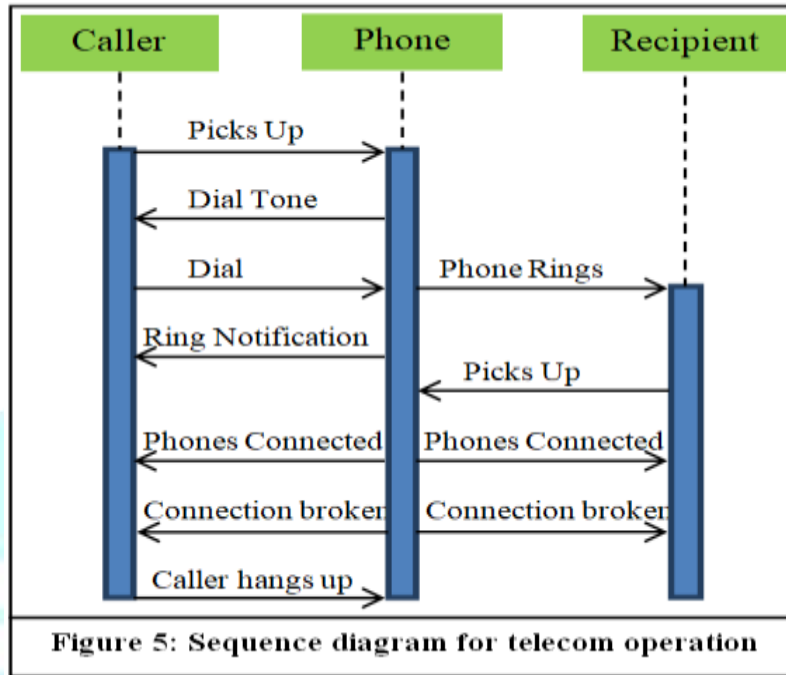 Caller Phone Recipient
Picks Up
Dial Tone
Dial Phone Rings
Ring Notification
Picks Up
Phones Connected Phones Connected
Connection broken Connection broken
Caller hangs up
Figure 5: Sequence diagram for telecom operation